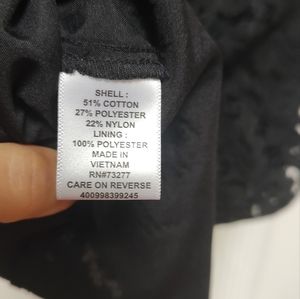 SHELL :
51% COTTON
27% POLYESTER
22% NYLON
LINING :
100% POLYESTER
MADE IN
VIETNAM
RN#73277
CARE ON REVERSE
400998399245